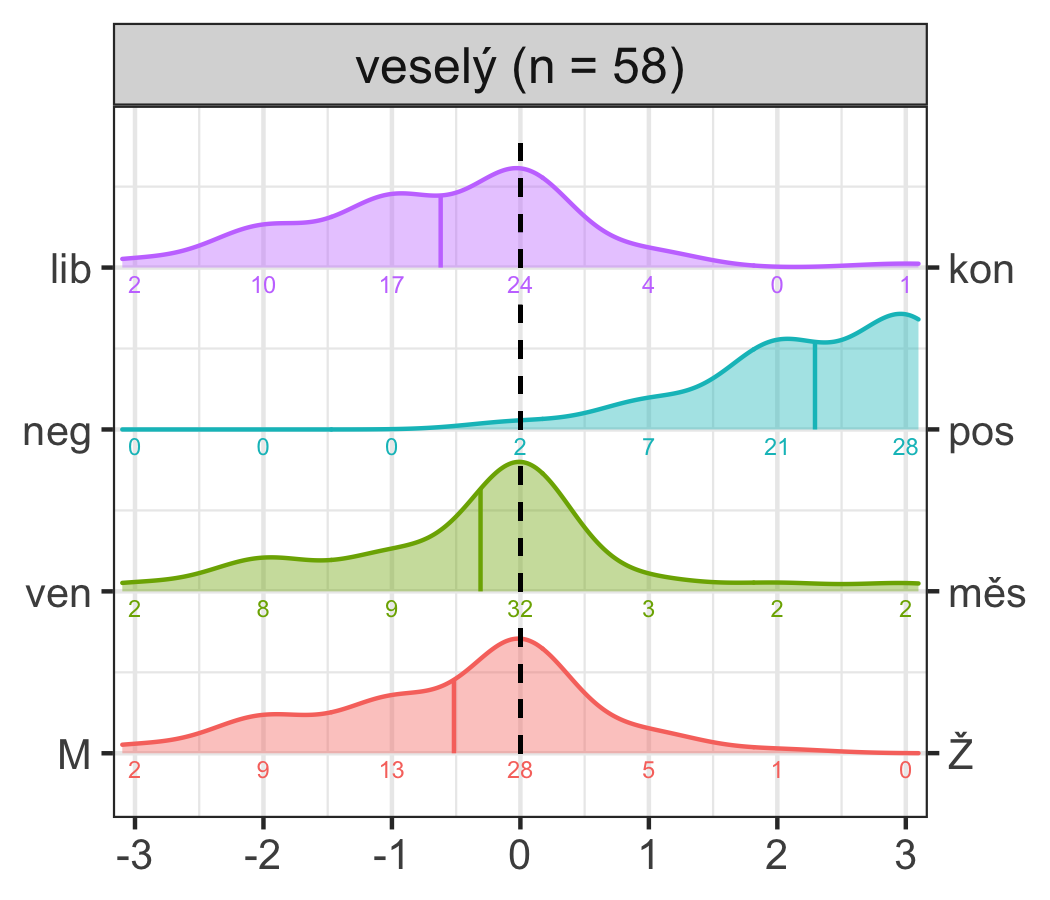 veselý (n = 58)
lib kon
2 10 17 24 4 0 1
neg pos
0 0 0 2 7 21 28
ven měs
2 8 9 32 3 2 2
M Ž
2 9 13 28 5 1 0
-3 -2 -1 0 1 2 3